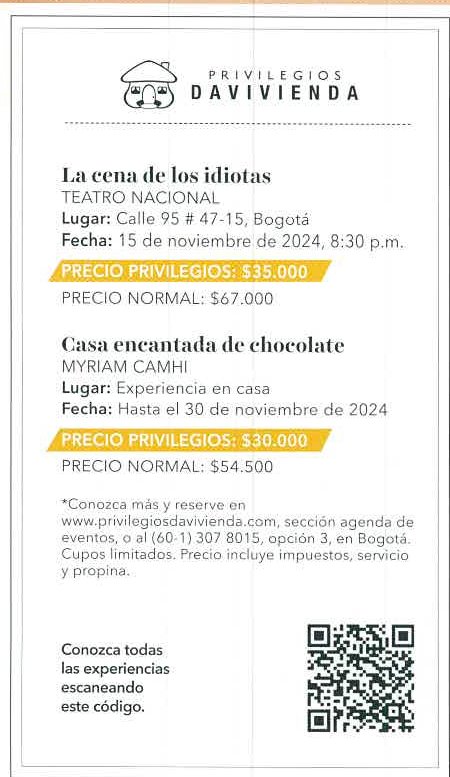 PRIVILEGIOS
DAVIVIENDA
La cena de los idiotas
TEATRO NACIONAL
Lugar: Calle 95 # 47-15, Bogotá
Fecha: 15 de noviembre de 2024, 8:30 p.m.
PRECIO PRIVILEGIOS: $35.000
PRECIO NORMAL: $67.000
Casa encantada de chocolate
MYRIAM CAMHI
Lugar: Experiencia en casa
Fecha: Hasta el 30 de noviembre de 2024
PRECIO PRIVILEGIOS: $30.000
PRECIO NORMAL: $54.500
*Conozca más y reserve en
www.privilegiosdavivienda.com, sección agenda de
eventos, o al (60-1) 307 8015, opción 3, en Bogotá.
Cupos limitados. Precio incluye impuestos, servicio
y propina.
Conozca todas
las experiencias
escaneando
este código.